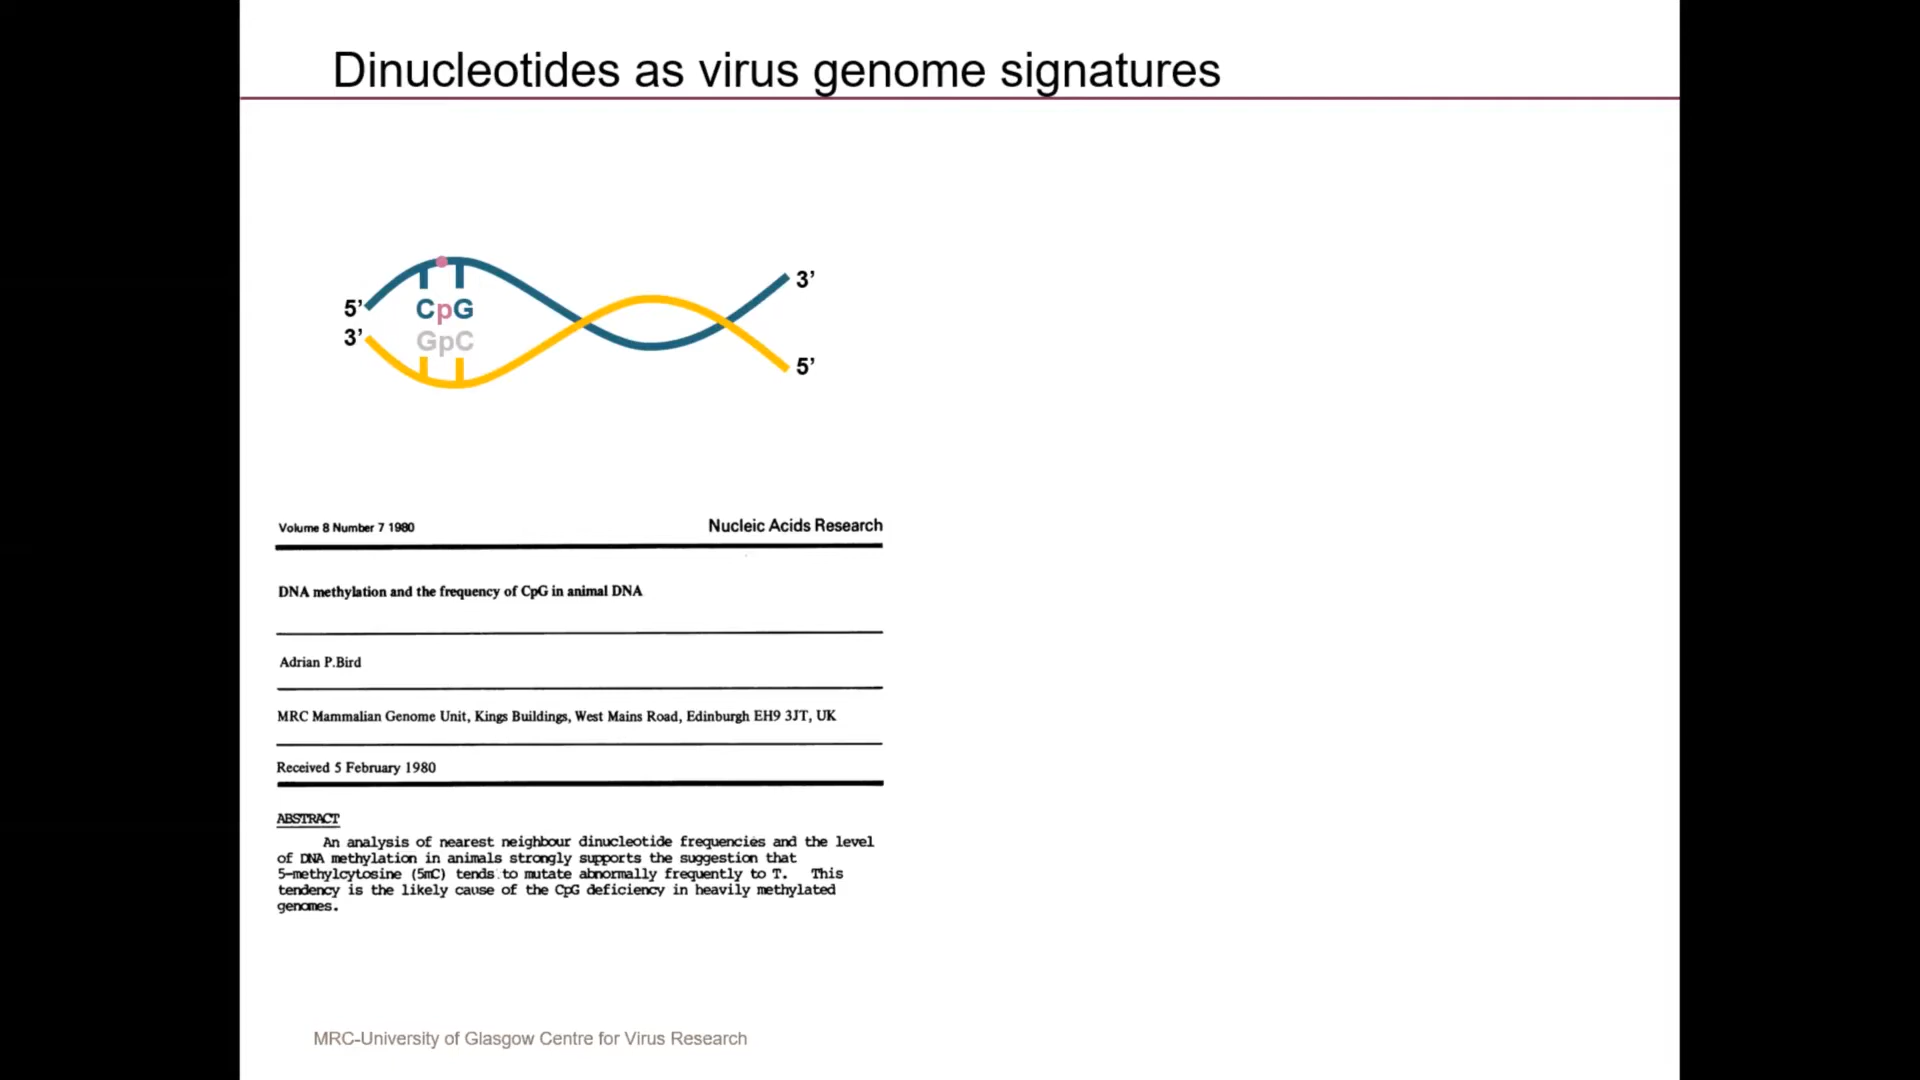 Dinucleotides as virus genome signatures
5’
3’
CpG
GpC
3’
5’
Volume 8 Number 7 1980
Nucleic Acids Research
DNA methylation and the frequency of CpG in animal DNA
Adrian P.Bird
MRC Mammalian Genome Unit, Kings Buildings, West Mains Road, Edinburgh EH9 3JT, UK
Received 5 February 1980
ABSTRACT
An analysis of nearest neighbour dinucleotide frequencies and the level
of DNA methylation in animals strongly supports the suggestion that
5-methylcytosine (5mC) tends to mutate abnormally frequently to T. This
tendency is the likely cause of the CpG deficiency in heavily methylated
genomes.
MRC-University of Glasgow Centre for Virus Research